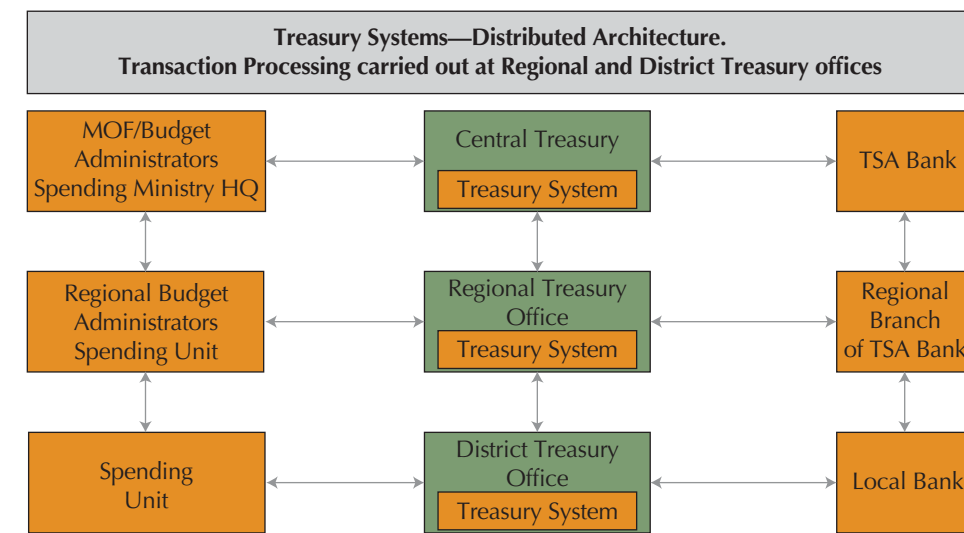 Treasury Systems—Distributed Architecture.
Transaction Processing carried out at Regional and District Treasury offices
MOF/Budget
Administrators
Spending Ministry HQ
Central Treasury
Treasury System
TSA Bank
Regional Budget
Administrators
Spending Unit
Regional Treasury
Office
Treasury System
Regional
Branch
of TSA Bank
Spending
Unit
District Treasury
Office
Treasury System
Local Bank